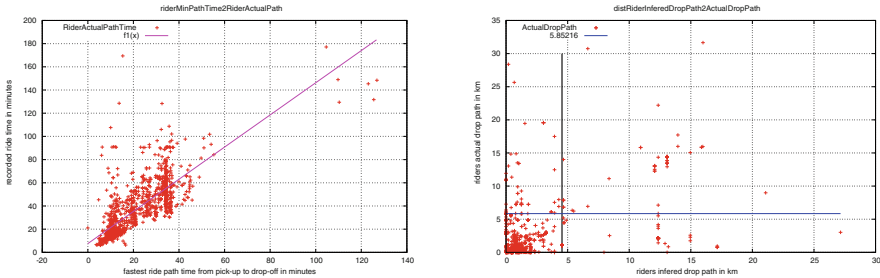 riderMinPathTime2RiderActualPath
RiderActualPathTime
f1(x)
recorded ride time in minutes
200
180
160
140
120
100
80
60
40
20
0
-20 0 20 40 60 80 100 120 140
fastest ride path time from pick-up to drop-off in minutes
distRiderInferedDropPath2ActualDropPath
ActualDropPath
5.85216
riders actual drop path in km
35
30
25
20
15
10
5
0
0 5 10 15 20 25 30
riders infered drop path in km